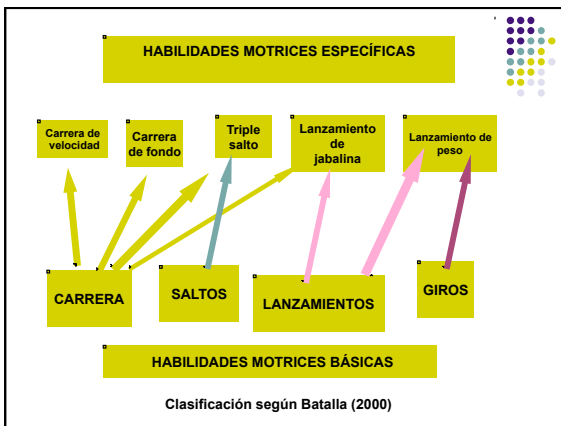 HABILIDADES MOTRICES ESPECÍFICAS
Carrera de
velocidad
Carrera
de fondo
Triple
salto
Lanzamiento
de
jabalina
Lanzamiento de
peso
CARRERA
SALTOS
LANZAMIENTOS
GIROS
HABILIDADES MOTRICES BÁSICAS
Clasificación según Batalla (2000)